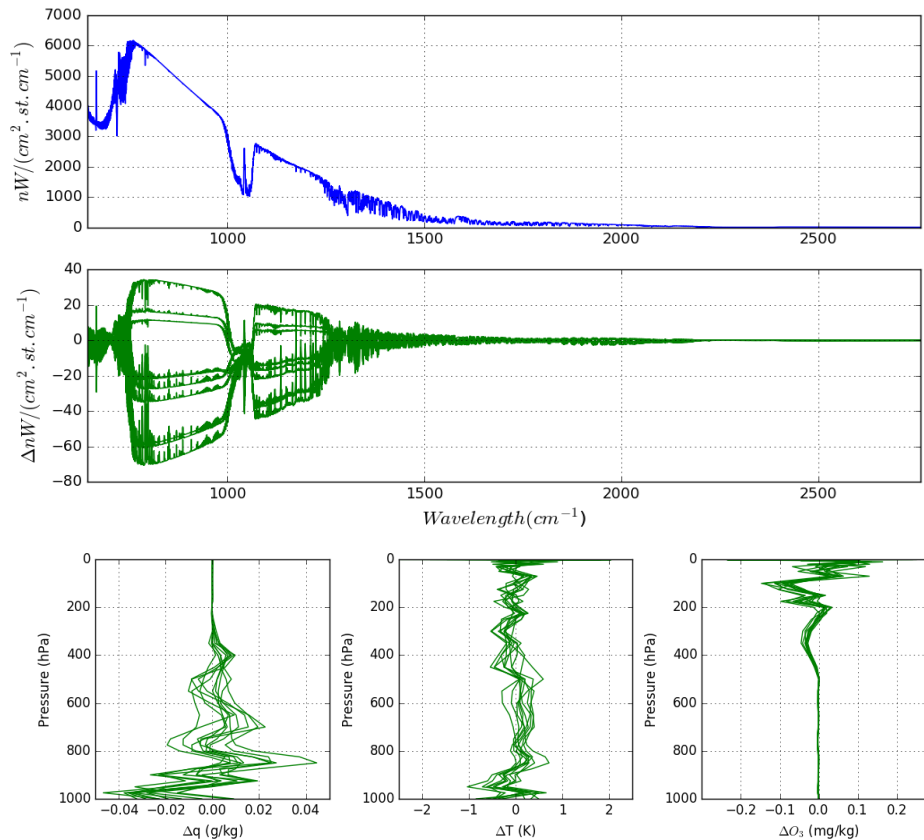 7000
6000
5000
4000
3000
2000
1000
0
nW/(cm².st.cm⁻¹)
1000 1500 2000 2500
40
20
0
−20
−40
−60
−80
ΔnW/(cm².st.cm⁻¹)
1000 1500 2000 2500
Wavelength(cm⁻¹)
0
200
400
600
800
1000
Pressure (hPa)
−0.04 −0.02 0.00 0.02 0.04
Δq (g/kg)
0
200
400
600
800
1000
Pressure (hPa)
−2 −1 0 1 2
ΔT (K)
0
200
400
600
800
1000
Pressure (hPa)
−0.2 −0.1 0.0 0.1 0.2
ΔO₃ (mg/kg)